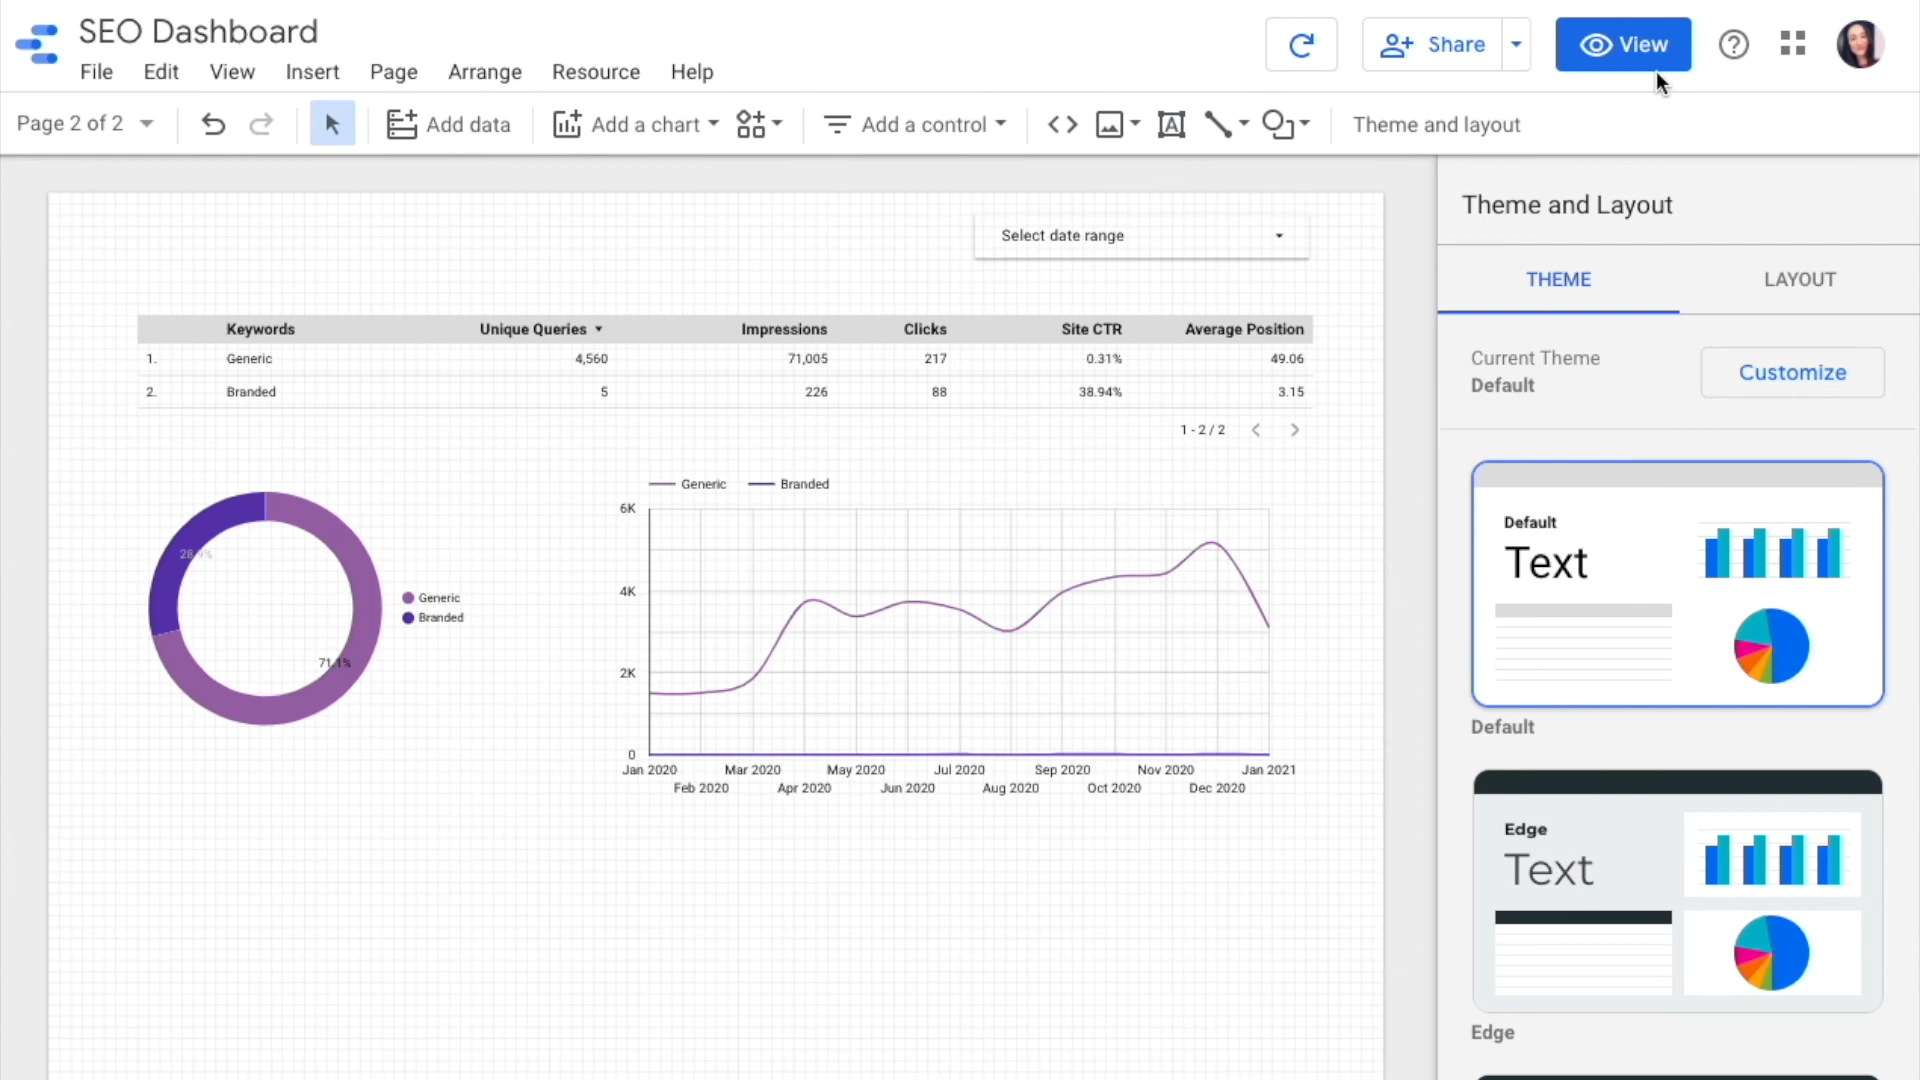 SEO Dashboard
File Edit View Insert Page Arrange Resource Help
Share
View
Page 2 of 2
Add data
Add a chart
Add a control
Theme and layout
Select date range
Keywords Unique Queries Impressions Clicks Site CTR Average Position
1. Generic 4,560 71,005 217 0.31% 49.06
2. Branded 5 226 88 38.94% 3.15
1 - 2 / 2
28.9%
71.1%
Generic
Branded
Generic Branded
6K
4K
2K
0
Jan 2020 Mar 2020 May 2020 Jul 2020 Sep 2020 Nov 2020 Jan 2021
Feb 2020 Apr 2020 Jun 2020 Aug 2020 Oct 2020 Dec 2020
Theme and Layout
THEME LAYOUT
Current Theme
Default
Customize
Default
Text
Default
Edge
Text
Edge